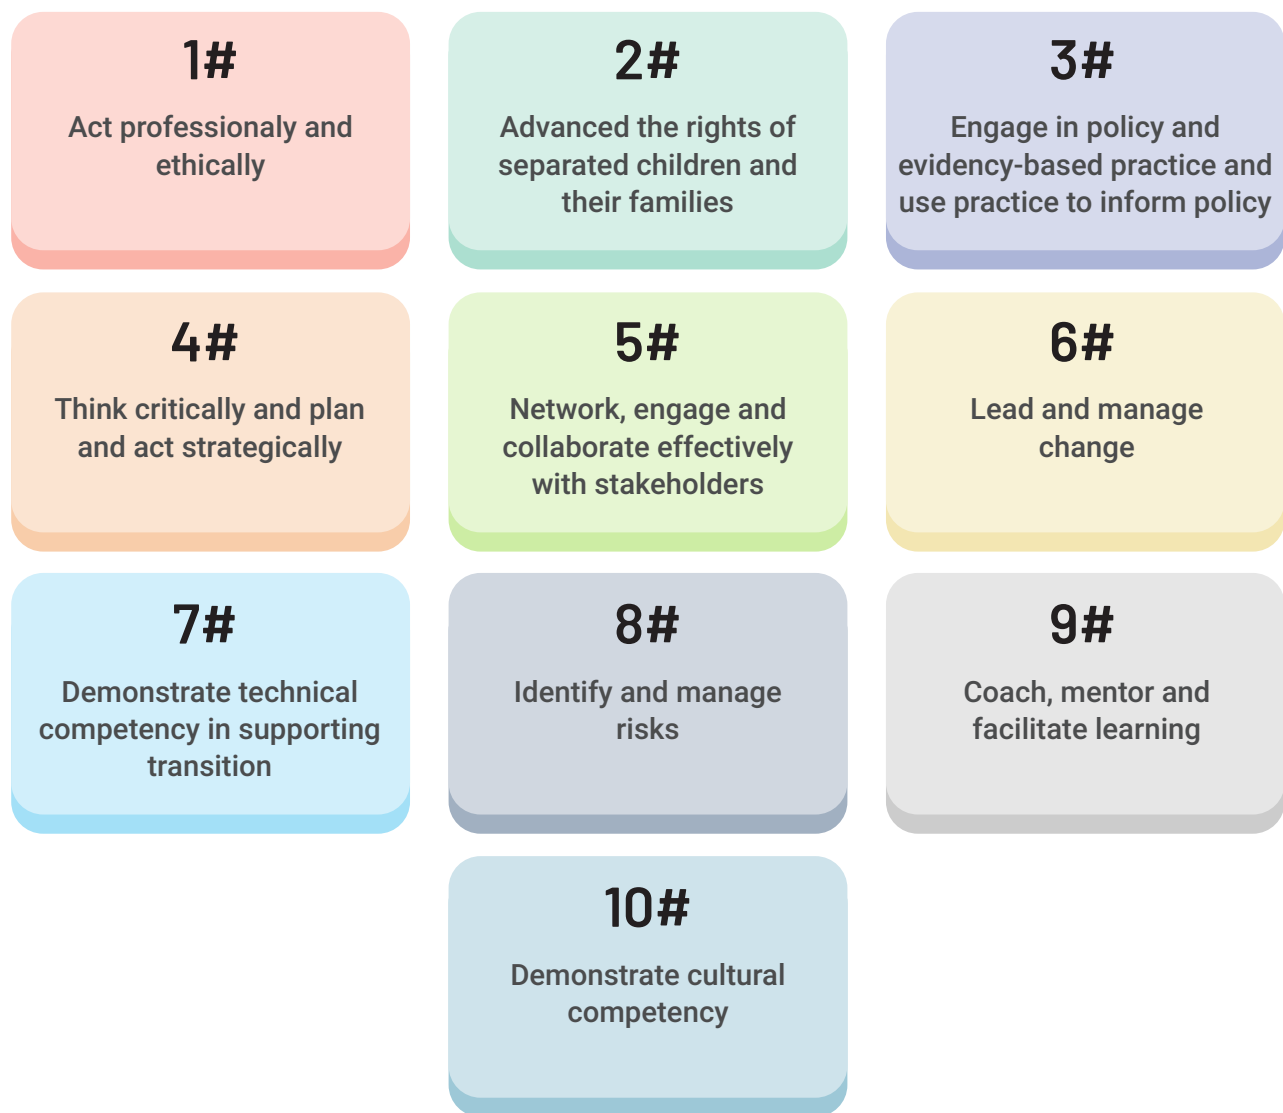 1#
Act professionaly and
ethically
2#
Advanced the rights of
separated children and
their families
3#
Engage in policy and
evidency-based practice and
use practice to inform policy
4#
Think critically and plan
and act strategically
5#
Network, engage and
collaborate effectively
with stakeholders
6#
Lead and manage
change
7#
Demonstrate technical
competency in supporting
transition
8#
Identify and manage
risks
9#
Coach, mentor and
facilitate learning
10#
Demonstrate cultural
competency